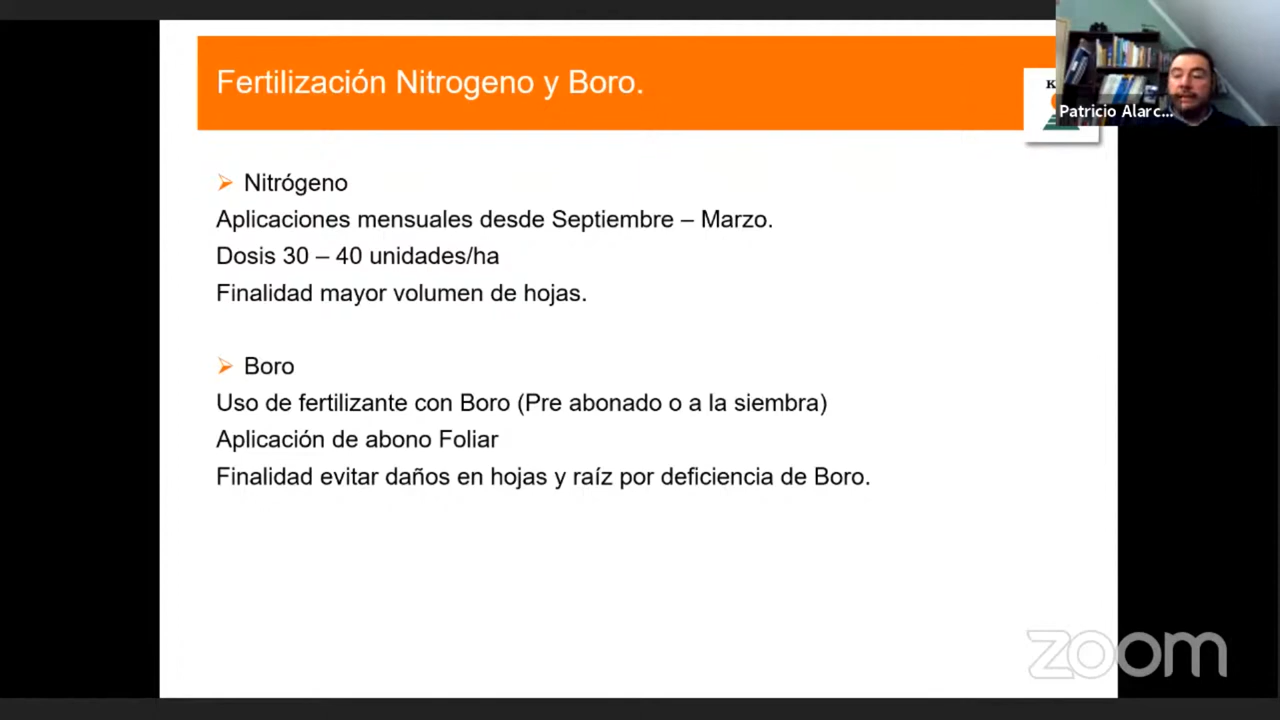 Fertilización Nitrogeno y Boro.
K
Patricio Alarc...
Nitrógeno
Aplicaciones mensuales desde Septiembre – Marzo.
Dosis 30 – 40 unidades/ha
Finalidad mayor volumen de hojas.
Boro
Uso de fertilizante con Boro (Pre abonado o a la siembra)
Aplicación de abono Foliar
Finalidad evitar daños en hojas y raíz por deficiencia de Boro.
zoom